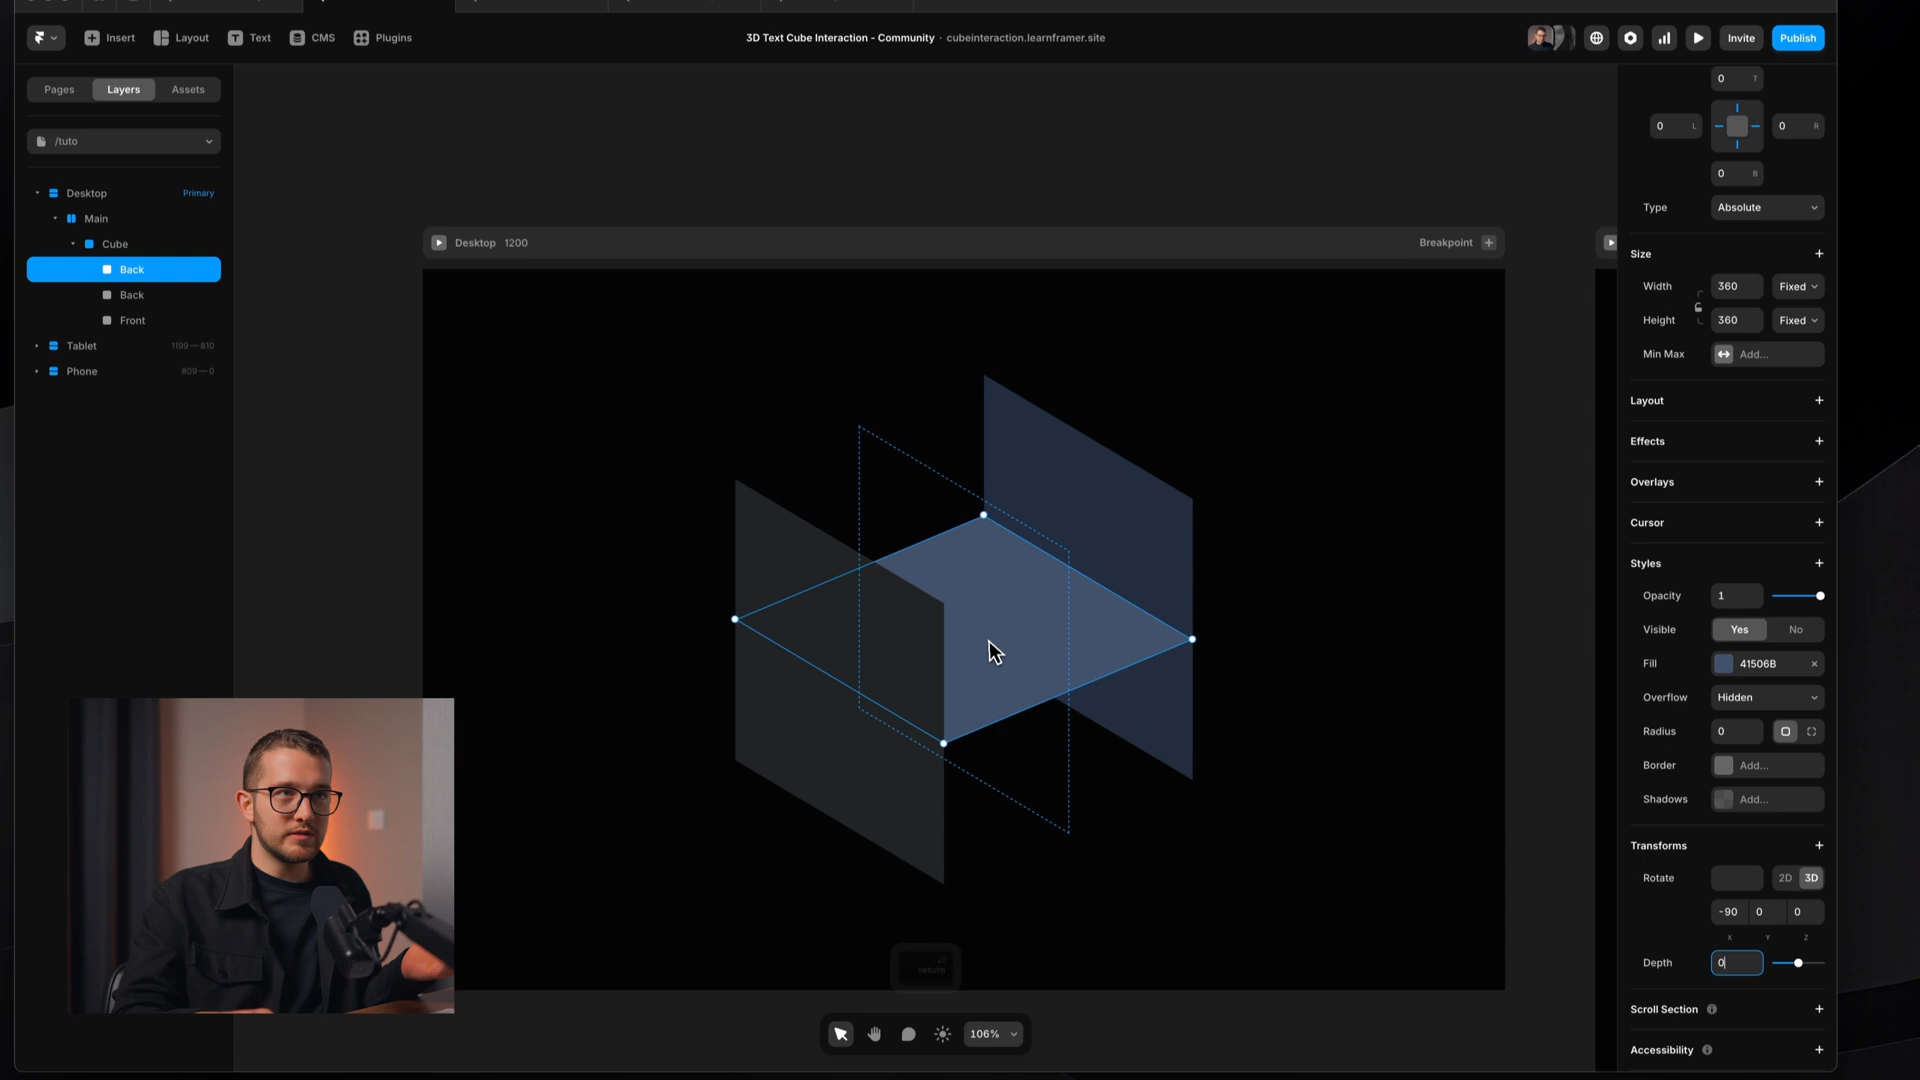 Insert
Layout
Text
CMS
Plugins
3D Text Cube Interaction - Community · cubeinteraction.learnframer.site
Invite
Publish
Pages
Layers
Assets
/tuto
Desktop
Primary
Main
Cube
Back
Back
Front
Tablet
1199 — 810
Phone
809 — 0
Desktop 1200
Breakpoint
return
106%
0 T
0 L
0 R
0 B
Type
Absolute
Size
Width
360
Fixed
Height
360
Fixed
Min Max
Add...
Layout
Effects
Overlays
Cursor
Styles
Opacity
1
Visible
Yes
No
Fill
41506B
Overflow
Hidden
Radius
0
Border
Add...
Shadows
Add...
Transforms
Rotate
2D
3D
-90
0
0
X
Y
Z
Depth
0
Scroll Section
Accessibility